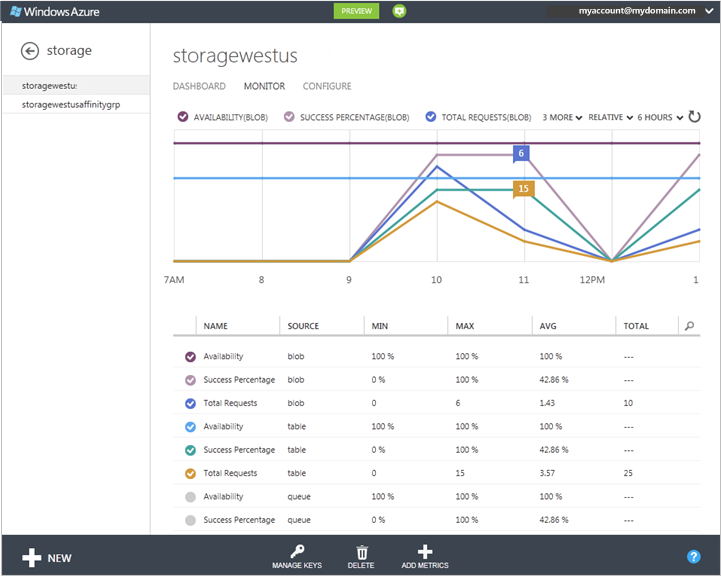 Windows Azure PREVIEW myaccount@mydomain.com
storage
storagewestu
storagewestusaffinitygrp
storagewestus
DASHBOARD MONITOR CONFIGURE
AVAILABILITY(BLOB) SUCCESS PERCENTAGE(BLOB) TOTAL REQUESTS(BLOB) 3 MORE RELATIVE 6 HOURS
6
15
7AM 8 9 10 11 12PM 1
NAME SOURCE MIN MAX AVG TOTAL
Availability blob 100 % 100 % 100 % ---
Success Percentage blob 0 % 100 % 42.86 % ---
Total Requests blob 0 6 1.43 10
Availability table 100 % 100 % 100 % ---
Success Percentage table 0 % 100 % 42.86 % ---
Total Requests table 0 15 3.57 25
Availability queue 100 % 100 % 100 % ---
Success Percentage queue 0 % 100 % 42.86 % ---
NEW MANAGE KEYS DELETE ADD METRICS ?